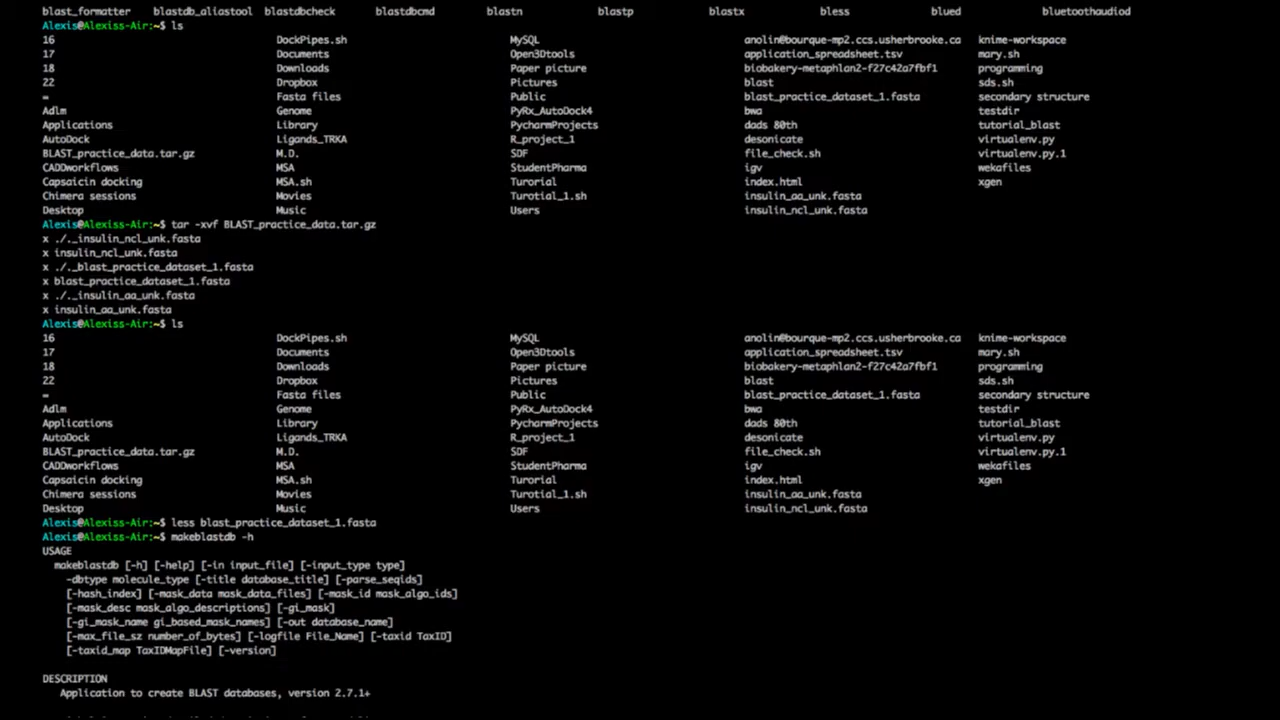 blast_formatter blastdb_aliastool blastdbcheck blastdbcmd blastn blastp blastx bless blued bluetoothaudiod
Alexis@Alexiss-Air:~$ ls
16 DockPipes.sh MySQL anolin@bourque-mp2.ccs.usherbrooke.ca knime-workspace
17 Documents Open3Dtools application_spreadsheet.tsv mary.sh
18 Downloads Paper picture biobakery-metaphlan2-f27c42a7fbf1 programming
22 Dropbox Pictures blast sds.sh
= Fasta files Public blast_practice_dataset_1.fasta secondary structure
Adlm Genome PyRx_AutoDock4 bwa testdir
Applications Library PycharmProjects dads 80th tutorial_blast
AutoDock Ligands_TRKA R_project_1 desonicate virtualenv.py
BLAST_practice_data.tar.gz M.D. SDF file_check.sh virtualenv.py.1
CADDworkflows MSA StudentPharma igv wekafiles
Capsaicin docking MSA.sh Turorial index.html xgen
Chimera sessions Movies Turotial_1.sh insulin_aa_unk.fasta
Desktop Music Users insulin_ncl_unk.fasta
Alexis@Alexiss-Air:~$ tar -xvf BLAST_practice_data.tar.gz
x ./._insulin_ncl_unk.fasta
x insulin_ncl_unk.fasta
x ./._blast_practice_dataset_1.fasta
x blast_practice_dataset_1.fasta
x ./._insulin_aa_unk.fasta
x insulin_aa_unk.fasta
Alexis@Alexiss-Air:~$ ls
16 DockPipes.sh MySQL anolin@bourque-mp2.ccs.usherbrooke.ca knime-workspace
17 Documents Open3Dtools application_spreadsheet.tsv mary.sh
18 Downloads Paper picture biobakery-metaphlan2-f27c42a7fbf1 programming
22 Dropbox Pictures blast sds.sh
= Fasta files Public blast_practice_dataset_1.fasta secondary structure
Adlm Genome PyRx_AutoDock4 bwa testdir
Applications Library PycharmProjects dads 80th tutorial_blast
AutoDock Ligands_TRKA R_project_1 desonicate virtualenv.py
BLAST_practice_data.tar.gz M.D. SDF file_check.sh virtualenv.py.1
CADDworkflows MSA StudentPharma igv wekafiles
Capsaicin docking MSA.sh Turorial index.html xgen
Chimera sessions Movies Turotial_1.sh insulin_aa_unk.fasta
Desktop Music Users insulin_ncl_unk.fasta
Alexis@Alexiss-Air:~$ less blast_practice_dataset_1.fasta
Alexis@Alexiss-Air:~$ makeblastdb -h
USAGE
makeblastdb [-h] [-help] [-in input_file] [-input_type type]
-dbtype molecule_type [-title database_title] [-parse_seqids]
[-hash_index] [-mask_data mask_data_files] [-mask_id mask_algo_ids]
[-mask_desc mask_algo_descriptions] [-gi_mask]
[-gi_mask_name gi_based_mask_names] [-out database_name]
[-max_file_sz number_of_bytes] [-logfile File_Name] [-taxid TaxID]
[-taxid_map TaxIDMapFile] [-version]
DESCRIPTION
Application to create BLAST databases, version 2.7.1+